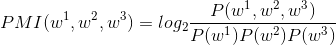 PMI(w^1, w^2, w^3) = log_2 \frac{P(w^1, w^2, w^3)}{P(w^1)P(w^2)P(w^3)}